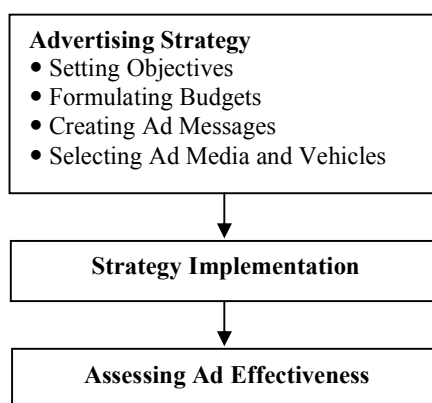 Advertising Strategy
• Setting Objectives
• Formulating Budgets
• Creating Ad Messages
• Selecting Ad Media and Vehicles
Strategy Implementation
Assessing Ad Effectiveness